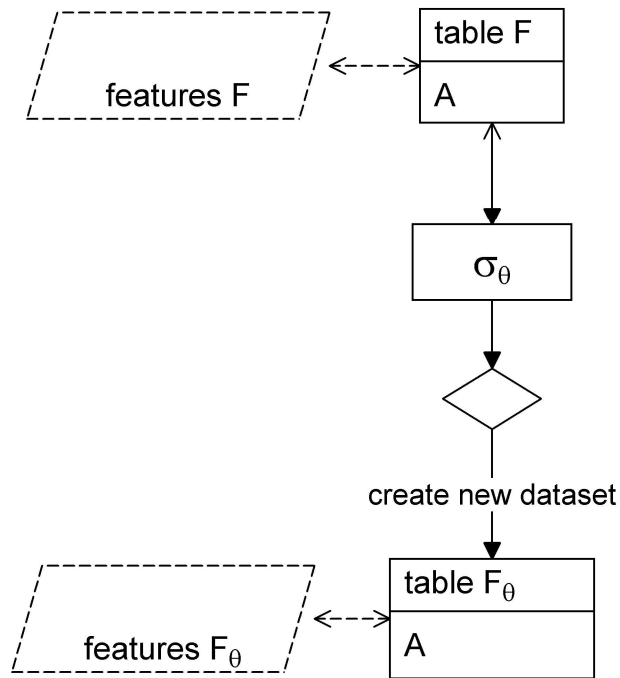 table F
features F
A
σθ
create new dataset
table Fθ
features Fθ
A